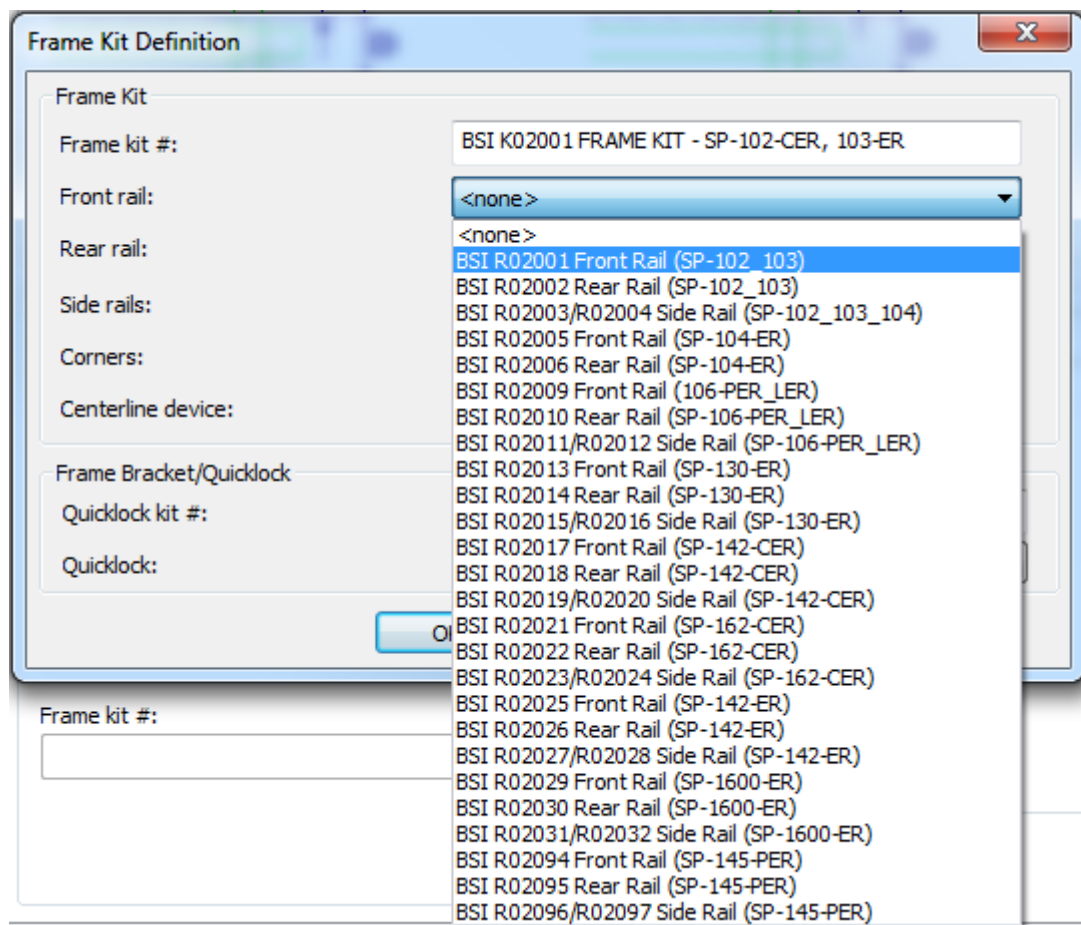 Frame Kit Definition
Frame Kit
Frame kit #:
BSI K02001 FRAME KIT - SP-102-CER, 103-ER
Front rail:
<none>
Rear rail:
Side rails:
Corners:
Centerline device:
Frame Bracket/Quicklock
Quicklock kit #:
Quicklock:
<none>
BSI R02001 Front Rail (SP-102_103)
BSI R02002 Rear Rail (SP-102_103)
BSI R02003/R02004 Side Rail (SP-102_103_104)
BSI R02005 Front Rail (SP-104-ER)
BSI R02006 Rear Rail (SP-104-ER)
BSI R02009 Front Rail (106-PER_LER)
BSI R02010 Rear Rail (SP-106-PER_LER)
BSI R02011/R02012 Side Rail (SP-106-PER_LER)
BSI R02013 Front Rail (SP-130-ER)
BSI R02014 Rear Rail (SP-130-ER)
BSI R02015/R02016 Side Rail (SP-130-ER)
BSI R02017 Front Rail (SP-142-CER)
BSI R02018 Rear Rail (SP-142-CER)
BSI R02019/R02020 Side Rail (SP-142-CER)
BSI R02021 Front Rail (SP-162-CER)
BSI R02022 Rear Rail (SP-162-CER)
BSI R02023/R02024 Side Rail (SP-162-CER)
BSI R02025 Front Rail (SP-142-ER)
BSI R02026 Rear Rail (SP-142-ER)
BSI R02027/R02028 Side Rail (SP-142-ER)
BSI R02029 Front Rail (SP-1600-ER)
BSI R02030 Rear Rail (SP-1600-ER)
BSI R02031/R02032 Side Rail (SP-1600-ER)
BSI R02094 Front Rail (SP-145-PER)
BSI R02095 Rear Rail (SP-145-PER)
BSI R02096/R02097 Side Rail (SP-145-PER)
Frame kit #: